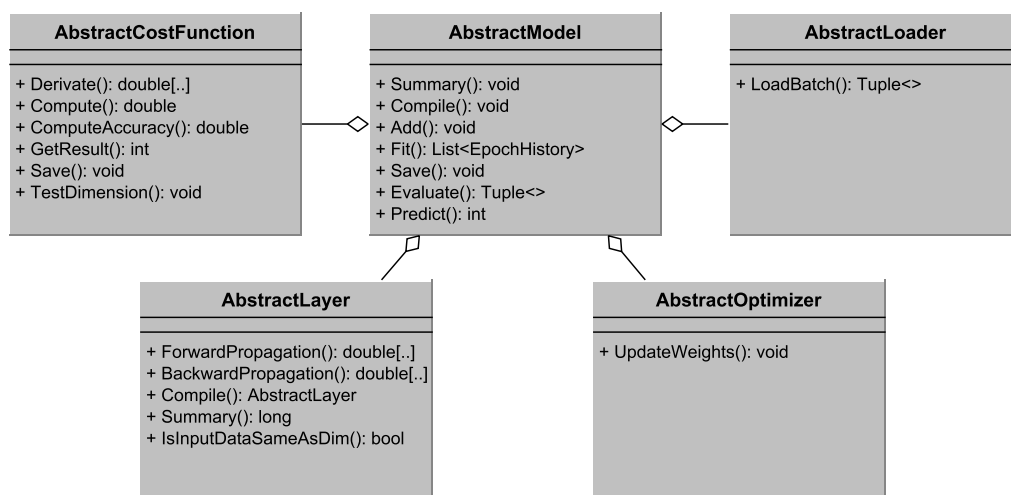 AbstractCostFunction
+ Derivate(): double[..]
+ Compute(): double
+ ComputeAccuracy(): double
+ GetResult(): int
+ Save(): void
+ TestDimension(): void
AbstractModel
+ Summary(): void
+ Compile(): void
+ Add(): void
+ Fit(): List<EpochHistory>
+ Save(): void
+ Evaluate(): Tuple<>
+ Predict(): int
AbstractLoader
+ LoadBatch(): Tuple<>
AbstractLayer
+ ForwardPropagation(): double[..]
+ BackwardPropagation(): double[..]
+ Compile(): AbstractLayer
+ Summary(): long
+ IsInputDataSameAsDim(): bool
AbstractOptimizer
+ UpdateWeights(): void